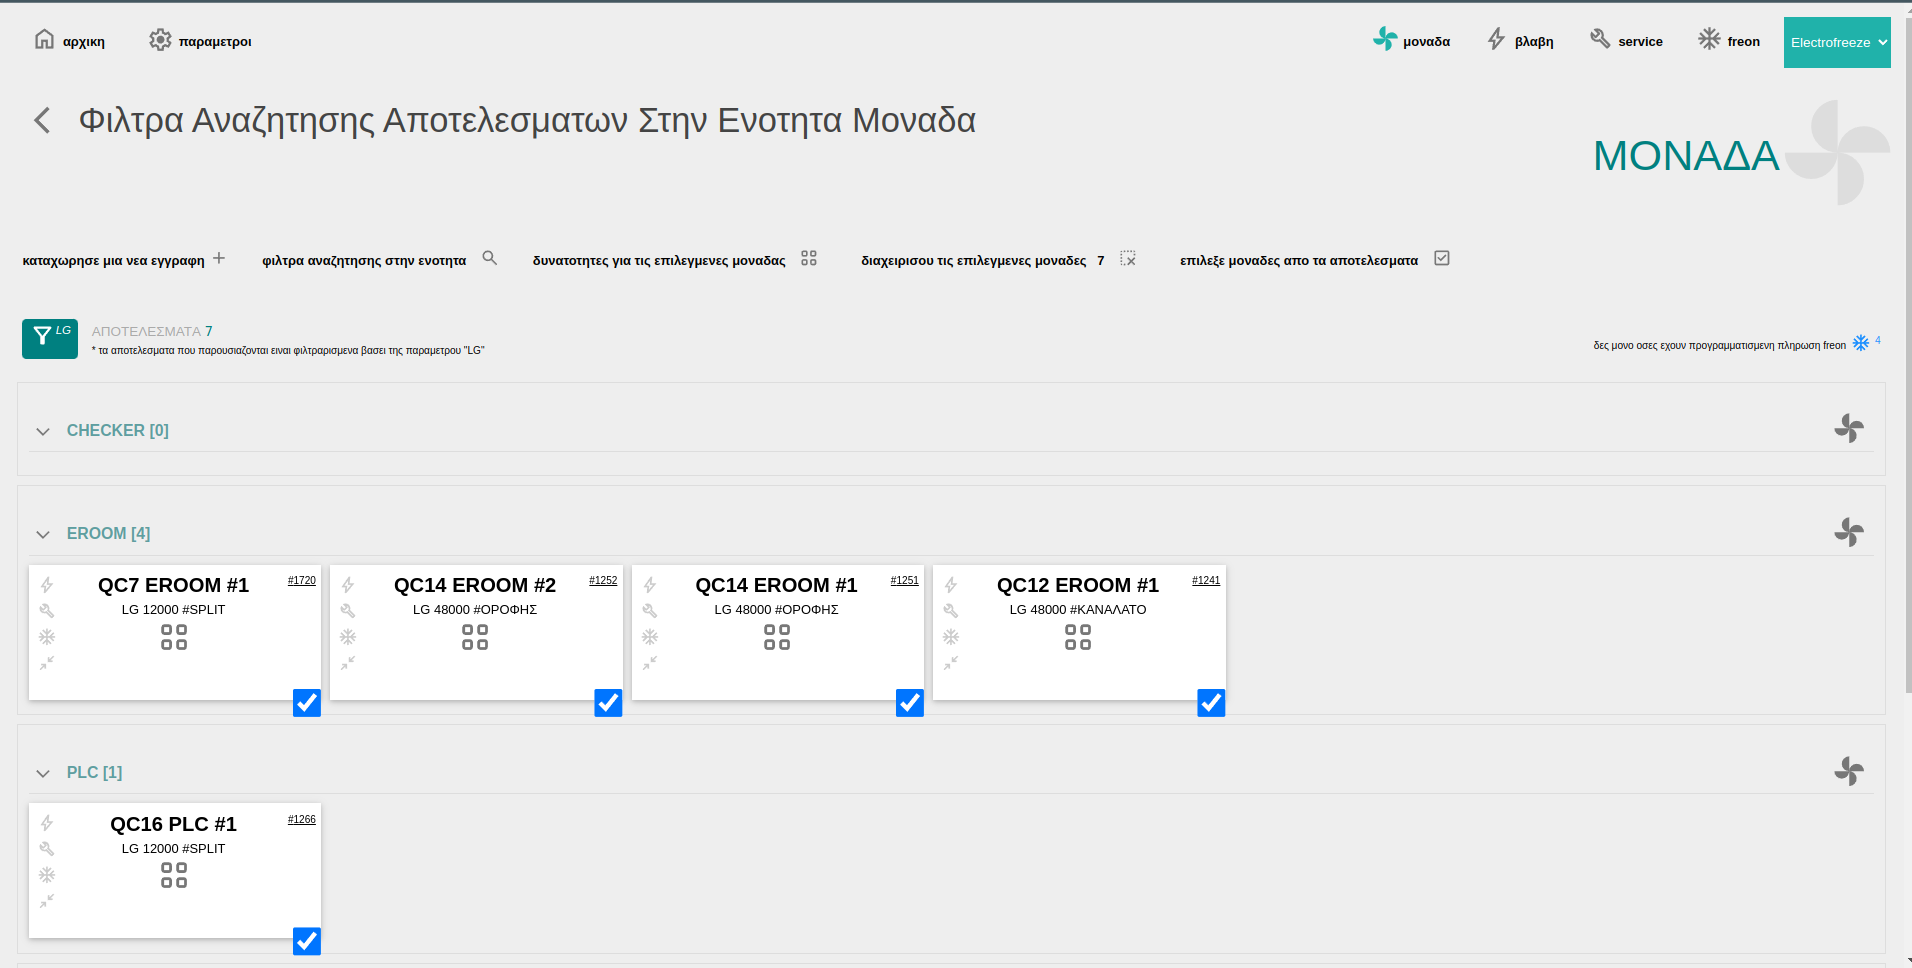 αρχικη παραμετροι μοναδα βλαβη service freon Electrofreeze
Φιλτρα Αναζητησης Αποτελεσματων Στην Ενοτητα Μοναδα
ΜΟΝΑΔΑ
καταχωρησε μια νεα εγγραφη φιλτρα αναζητησης στην ενοτητα δυνατοτητες για τις επιλεγμενες μοναδας διαχειρισου τις επιλεγμενες μοναδες 7 επιλεξε μοναδες απο τα αποτελεσματα
LG ΑΠΟΤΕΛΕΣΜΑΤΑ 7
* τα αποτελεσματα που παρουσιαζονται ειναι φιλτραρισμενα βασει της παραμετρου "LG"
δες μονο οσες εχουν προγραμματισμενη πληρωση freon 4
CHECKER [0]
EROOM [4]
QC7 EROOM #1 #1720
LG 12000 #SPLIT
QC14 EROOM #2 #1252
LG 48000 #ΟΡΟΦΗΣ
QC14 EROOM #1 #1251
LG 48000 #ΟΡΟΦΗΣ
QC12 EROOM #1 #1241
LG 48000 #ΚΑΝΑΛΑΤΟ
PLC [1]
QC16 PLC #1 #1266
LG 12000 #SPLIT